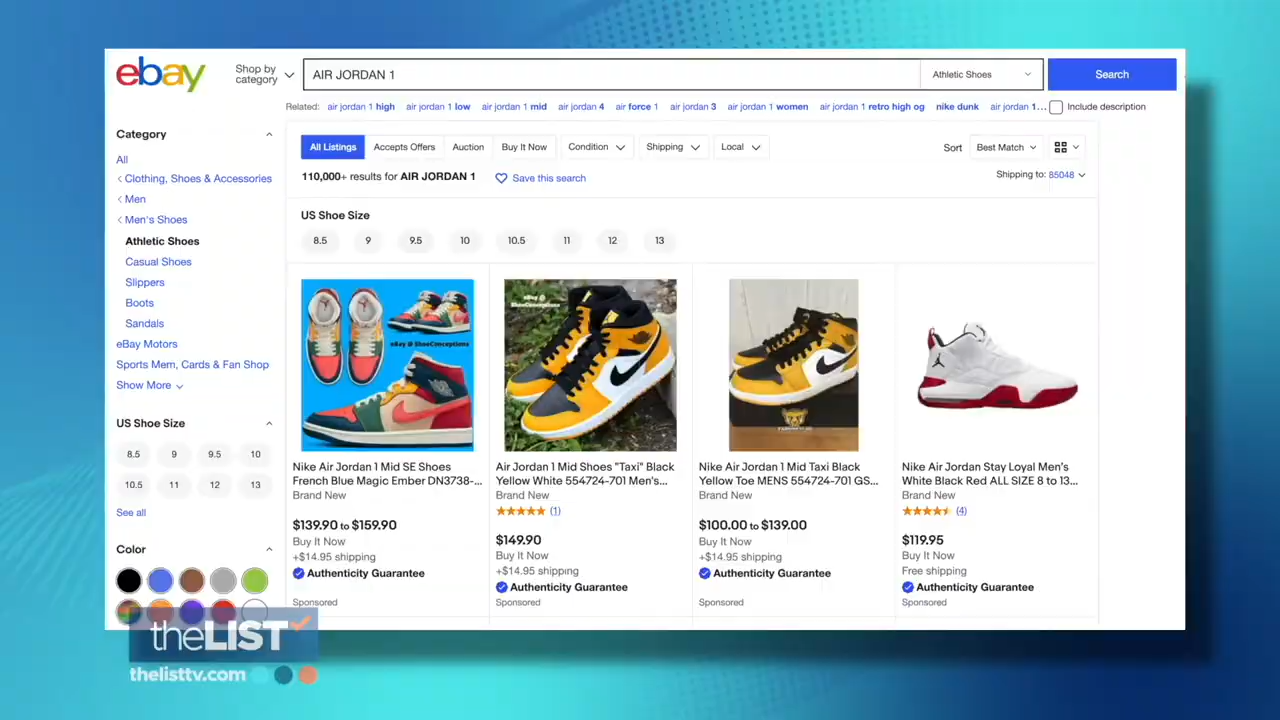 ebay
Shop by
category
AIR JORDAN 1
Athletic Shoes
Search
Related: air jordan 1 high air jordan 1 low air jordan 1 mid air jordan 4 air force 1 air jordan 3 air jordan 1 women air jordan 1 retro high og nike dunk air jordan 1... Include description
Category
All
Clothing, Shoes & Accessories
Men
Men's Shoes
Athletic Shoes
Casual Shoes
Slippers
Boots
Sandals
eBay Motors
Sports Mem, Cards & Fan Shop
Show More
US Shoe Size
8.5 9 9.5 10
10.5 11 12 13
See all
Color
All Listings Accepts Offers Auction Buy It Now Condition Shipping Local
Sort Best Match
110,000+ results for AIR JORDAN 1 Save this search
Shipping to: 85048
US Shoe Size
8.5 9 9.5 10 10.5 11 12 13
eBay @ ShoeConceptions
eBay @
ShoeConceptions
Nike Air Jordan 1 Mid SE Shoes
French Blue Magic Ember DN3738-...
Brand New
$139.90 to $159.90
Buy It Now
+$14.95 shipping
Authenticity Guarantee
Sponsored
Air Jordan 1 Mid Shoes "Taxi" Black
Yellow White 554724-701 Men's...
Brand New
(1)
$149.90
Buy It Now
+$14.95 shipping
Authenticity Guarantee
Sponsored
Nike Air Jordan 1 Mid Taxi Black
Yellow Toe MENS 554724-701 GS...
Brand New
$100.00 to $139.00
Buy It Now
+$14.95 shipping
Authenticity Guarantee
Sponsored
Nike Air Jordan Stay Loyal Men's
White Black Red ALL SIZE 8 to 13...
Brand New
(4)
$119.95
Buy It Now
Free shipping
Authenticity Guarantee
Sponsored
theLIST
thelisttv.com